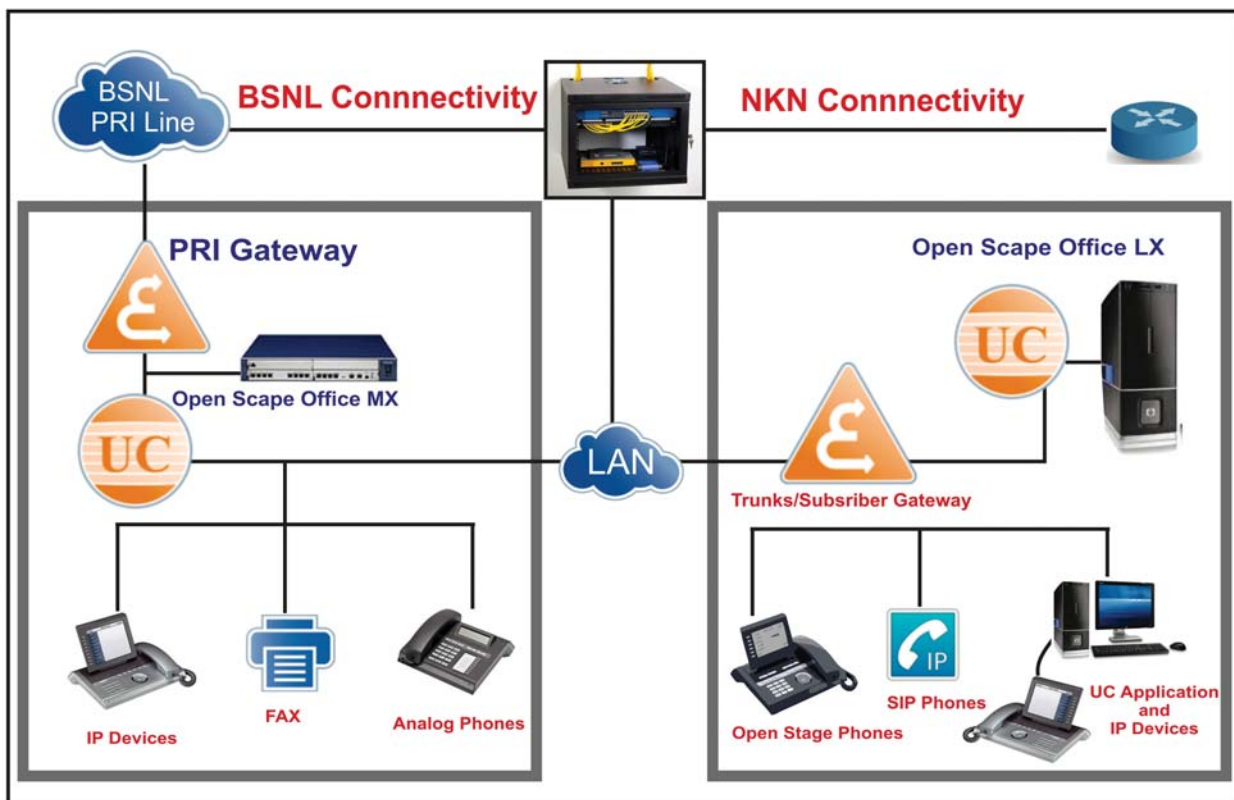 BSNL
PRI Line
BSNL Connnectivity
NKN Connnectivity
PRI Gateway
Open Scape Office MX
UC
Open Scape Office LX
UC
LAN
Trunks/Subsriber Gateway
IP Devices
FAX
Analog Phones
Open Stage Phones
IP
SIP Phones
UC Application
and
IP Devices